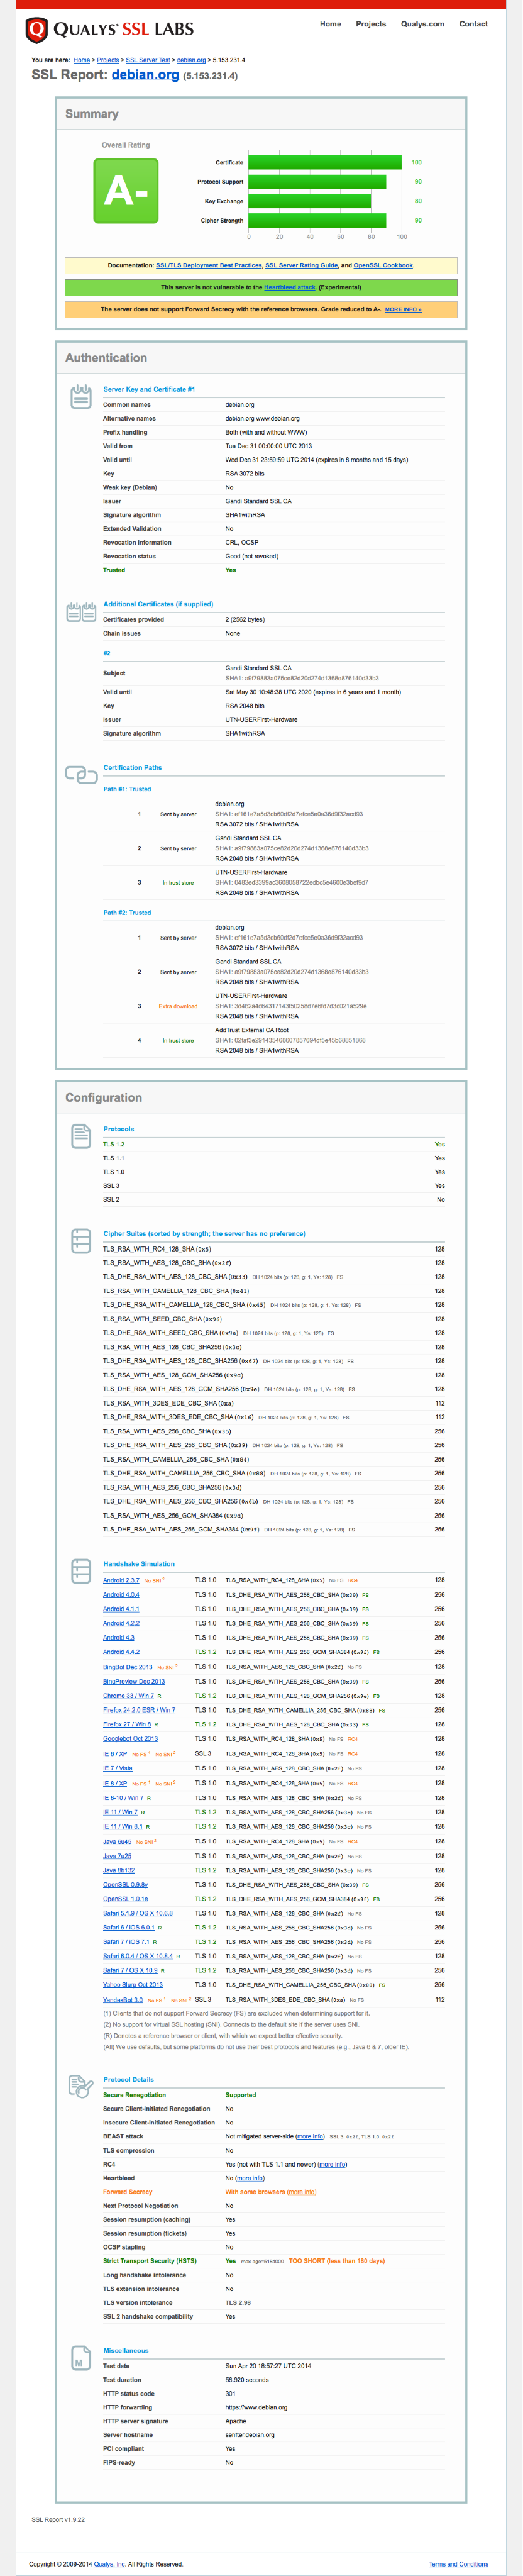 QUALYS® SSL LABS
Home Projects Qualys.com Contact
You are here: Home > Projects > SSL Server Test > debian.org > 5.153.231.4
SSL Report: debian.org (5.153.231.4)
Summary
Overall Rating
A-
Certificate 100
Protocol Support 90
Key Exchange 80
Cipher Strength 90
0 20 40 60 80 100
Documentation: SSL/TLS Deployment Best Practices, SSL Server Rating Guide, and OpenSSL Cookbook.
This server is not vulnerable to the Heartbleed attack. (Experimental)
The server does not support Forward Secrecy with the reference browsers. Grade reduced to A-. MORE INFO »
Authentication
Server Key and Certificate #1
Common names debian.org
Alternative names debian.org www.debian.org
Prefix handling Both (with and without WWW)
Valid from Tue Dec 31 00:00:00 UTC 2013
Valid until Wed Dec 31 23:59:59 UTC 2014 (expires in 8 months and 15 days)
Key RSA 3072 bits
Weak key (Debian) No
Issuer Gandi Standard SSL CA
Signature algorithm SHA1withRSA
Extended Validation No
Revocation information CRL, OCSP
Revocation status Good (not revoked)
Trusted Yes
Additional Certificates (if supplied)
Certificates provided 2 (2562 bytes)
Chain issues None
#2
Subject Gandi Standard SSL CA
SHA1:
Valid until Sat May 30 10:48:38 UTC 2020 (expires in 6 years and 1 month)
Key RSA 2048 bits
Issuer UTN-USERFirst-Hardware
Signature algorithm SHA1withRSA
Certification Paths
Path #1: Trusted
debian.org
1 Sent by server SHA1:
RSA 3072 bits / SHA1withRSA
Gandi Standard SSL CA
2 Sent by server SHA1:
RSA 2048 bits / SHA1withRSA
UTN-USERFirst-Hardware
3 In trust store SHA1:
RSA 2048 bits / SHA1withRSA
Path #2: Trusted
debian.org
1 Sent by server SHA1:
RSA 3072 bits / SHA1withRSA
Gandi Standard SSL CA
2 Sent by server SHA1:
RSA 2048 bits / SHA1withRSA
UTN-USERFirst-Hardware
3 Extra download SHA1:
RSA 2048 bits / SHA1withRSA
AddTrust External CA Root
4 In trust store SHA1:
RSA 2048 bits / SHA1withRSA
Configuration
Protocols
TLS 1.2 Yes
TLS 1.1 Yes
TLS 1.0 Yes
SSL 3 Yes
SSL 2 No
Cipher Suites (sorted by strength; the server has no preference)
TLS_RSA_WITH_RC4_128_SHA (0x5) 128
TLS_RSA_WITH_AES_128_CBC_SHA (0x2f) 128
TLS_DHE_RSA_WITH_AES_128_CBC_SHA (0x33) DH 1024 bits (p: 128, g: 1, Ys: 128) FS 128
TLS_RSA_WITH_CAMELLIA_128_CBC_SHA (0x41) 128
TLS_DHE_RSA_WITH_CAMELLIA_128_CBC_SHA (0x45) DH 1024 bits (p: 128, g: 1, Ys: 128) FS 128
TLS_RSA_WITH_SEED_CBC_SHA (0x96) 128
TLS_DHE_RSA_WITH_SEED_CBC_SHA (0x9a) DH 1024 bits (p: 128, g: 1, Ys: 128) FS 128
TLS_RSA_WITH_AES_128_CBC_SHA256 (0x3c) 128
TLS_DHE_RSA_WITH_AES_128_CBC_SHA256 (0x67) DH 1024 bits (p: 128, g: 1, Ys: 128) FS 128
TLS_RSA_WITH_AES_128_GCM_SHA256 (0x9c) 128
TLS_DHE_RSA_WITH_AES_128_GCM_SHA256 (0x9e) DH 1024 bits (p: 128, g: 1, Ys: 128) FS 128
TLS_RSA_WITH_3DES_EDE_CBC_SHA (0xa) 112
TLS_DHE_RSA_WITH_3DES_EDE_CBC_SHA (0x16) DH 1024 bits (p: 128, g: 1, Ys: 128) FS 112
TLS_RSA_WITH_AES_256_CBC_SHA (0x35) 256
TLS_DHE_RSA_WITH_AES_256_CBC_SHA (0x39) DH 1024 bits (p: 128, g: 1, Ys: 128) FS 256
TLS_RSA_WITH_CAMELLIA_256_CBC_SHA (0x84) 256
TLS_DHE_RSA_WITH_CAMELLIA_256_CBC_SHA (0x88) DH 1024 bits (p: 128, g: 1, Ys: 128) FS 256
TLS_RSA_WITH_AES_256_CBC_SHA256 (0x3d) 256
TLS_DHE_RSA_WITH_AES_256_CBC_SHA256 (0x6b) DH 1024 bits (p: 128, g: 1, Ys: 128) FS 256
TLS_RSA_WITH_AES_256_GCM_SHA384 (0x9d) 256
TLS_DHE_RSA_WITH_AES_256_GCM_SHA384 (0x9f) DH 1024 bits (p: 128, g: 1, Ys: 128) FS 256
Handshake Simulation
Android 2.3.7 No SNI 2 TLS 1.0 TLS_RSA_WITH_RC4_128_SHA (0x5) No FS RC4 128
Android 4.0.4 TLS 1.0 TLS_DHE_RSA_WITH_AES_256_CBC_SHA (0x39) FS 256
Android 4.1.1 TLS 1.0 TLS_DHE_RSA_WITH_AES_256_CBC_SHA (0x39) FS 256
Android 4.2.2 TLS 1.0 TLS_DHE_RSA_WITH_AES_256_CBC_SHA (0x39) FS 256
Android 4.3 TLS 1.0 TLS_DHE_RSA_WITH_AES_256_CBC_SHA (0x39) FS 256
Android 4.4.2 TLS 1.2 TLS_DHE_RSA_WITH_AES_256_GCM_SHA384 (0x9f) FS 256
BingBot Dec 2013 No SNI 2 TLS 1.0 TLS_RSA_WITH_AES_128_CBC_SHA (0x2f) No FS 128
BingPreview Dec 2013 TLS 1.0 TLS_DHE_RSA_WITH_AES_256_CBC_SHA (0x39) FS 256
Chrome 33 / Win 7 R TLS 1.2 TLS_DHE_RSA_WITH_AES_128_GCM_SHA256 (0x9e) FS 128
Firefox 24.2.0 ESR / Win 7 TLS 1.0 TLS_DHE_RSA_WITH_CAMELLIA_256_CBC_SHA (0x88) FS 256
Firefox 27 / Win 8 R TLS 1.2 TLS_DHE_RSA_WITH_AES_128_CBC_SHA (0x33) FS 128
Googlebot Oct 2013 TLS 1.0 TLS_RSA_WITH_RC4_128_SHA (0x5) No FS RC4 128
IE 6 / XP No FS 1 No SNI 2 SSL 3 TLS_RSA_WITH_RC4_128_SHA (0x5) No FS RC4 128
IE 7 / Vista TLS 1.0 TLS_RSA_WITH_AES_128_CBC_SHA (0x2f) No FS 128
IE 8 / XP No FS 1 No SNI 2 TLS 1.0 TLS_RSA_WITH_RC4_128_SHA (0x5) No FS RC4 128
IE 8-10 / Win 7 R TLS 1.0 TLS_RSA_WITH_AES_128_CBC_SHA (0x2f) No FS 128
IE 11 / Win 7 R TLS 1.2 TLS_RSA_WITH_AES_128_CBC_SHA256 (0x3c) No FS 128
IE 11 / Win 8.1 R TLS 1.2 TLS_RSA_WITH_AES_128_CBC_SHA256 (0x3c) No FS 128
Java 6u45 No SNI 2 TLS 1.0 TLS_RSA_WITH_RC4_128_SHA (0x5) No FS RC4 128
Java 7u25 TLS 1.0 TLS_RSA_WITH_AES_128_CBC_SHA (0x2f) No FS 128
Java 8b132 TLS 1.2 TLS_RSA_WITH_AES_128_CBC_SHA256 (0x3c) No FS 128
OpenSSL 0.9.8y TLS 1.0 TLS_DHE_RSA_WITH_AES_256_CBC_SHA (0x39) FS 256
OpenSSL 1.0.1e TLS 1.2 TLS_DHE_RSA_WITH_AES_256_GCM_SHA384 (0x9f) FS 256
Safari 5.1.9 / OS X 10.6.8 TLS 1.0 TLS_RSA_WITH_AES_128_CBC_SHA (0x2f) No FS 128
Safari 6 / iOS 6.0.1 R TLS 1.2 TLS_RSA_WITH_AES_256_CBC_SHA256 (0x3d) No FS 256
Safari 7 / iOS 7.1 R TLS 1.2 TLS_RSA_WITH_AES_256_CBC_SHA256 (0x3d) No FS 256
Safari 6.0.4 / OS X 10.8.4 R TLS 1.0 TLS_RSA_WITH_AES_128_CBC_SHA (0x2f) No FS 128
Safari 7 / OS X 10.9 R TLS 1.2 TLS_RSA_WITH_AES_256_CBC_SHA256 (0x3d) No FS 256
Yahoo Slurp Oct 2013 TLS 1.0 TLS_DHE_RSA_WITH_CAMELLIA_256_CBC_SHA (0x88) FS 256
YandexBot 3.0 No FS 1 No SNI 2 SSL 3 TLS_RSA_WITH_3DES_EDE_CBC_SHA (0xa) No FS 112
(1) Clients that do not support Forward Secrecy (FS) are excluded when determining support for it.
(2) No support for virtual SSL hosting (SNI). Connects to the default site if the server uses SNI.
(R) Denotes a reference browser or client, with which we expect better effective security.
(All) We use defaults, but some platforms do not use their best protocols and features (e.g., Java 6 & 7, older IE).
Protocol Details
Secure Renegotiation Supported
Secure Client-Initiated Renegotiation No
Insecure Client-Initiated Renegotiation No
BEAST attack Not mitigated server-side (more info) SSL 3: 0x2f, TLS 1.0: 0x2f
TLS compression No
RC4 Yes (not with TLS 1.1 and newer) (more info)
Heartbleed No (more info)
Forward Secrecy With some browsers (more info)
Next Protocol Negotiation No
Session resumption (caching) Yes
Session resumption (tickets) Yes
OCSP stapling No
Strict Transport Security (HSTS) Yes TOO SHORT (less than 180 days)
Long handshake intolerance No
TLS extension intolerance No
TLS version intolerance TLS 2.98
SSL 2 handshake compatibility Yes
Miscellaneous
Test date Sun Apr 20 18:57:27 UTC 2014
Test duration 58.920 seconds
HTTP status code 301
HTTP forwarding https://www.debian.org
HTTP server signature Apache
Server hostname senfter.debian.org
PCI compliant Yes
FIPS-ready No
SSL Report v1.9.22
Copyright © 2009-2014 Qualys, Inc. All Rights Reserved. Terms and Conditions